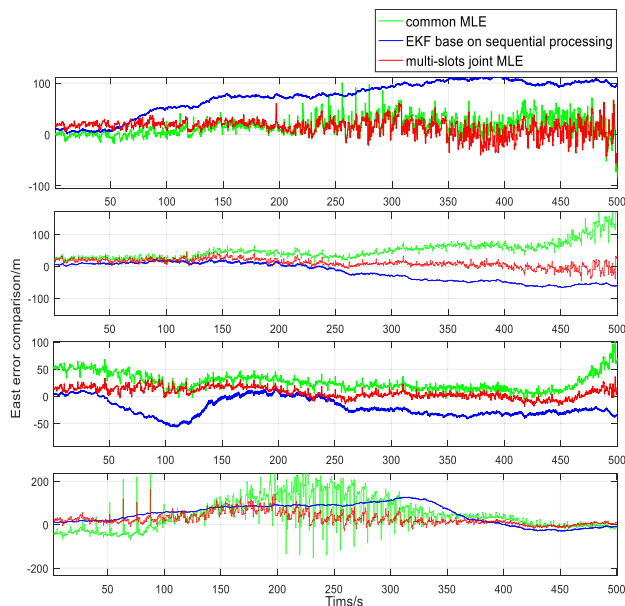 common MLE
EKF base on sequential processing
multi-slots joint MLE
100
0
-100
50 100 150 200 250 300 350 400 450 500
100
0
-100
50 100 150 200 250 300 350 400 450 500
East error comparison/m
100
50
0
-50
50 100 150 200 250 300 350 400 450 500
200
0
-200
50 100 150 200 250 300 350 400 450 500
Tims/s